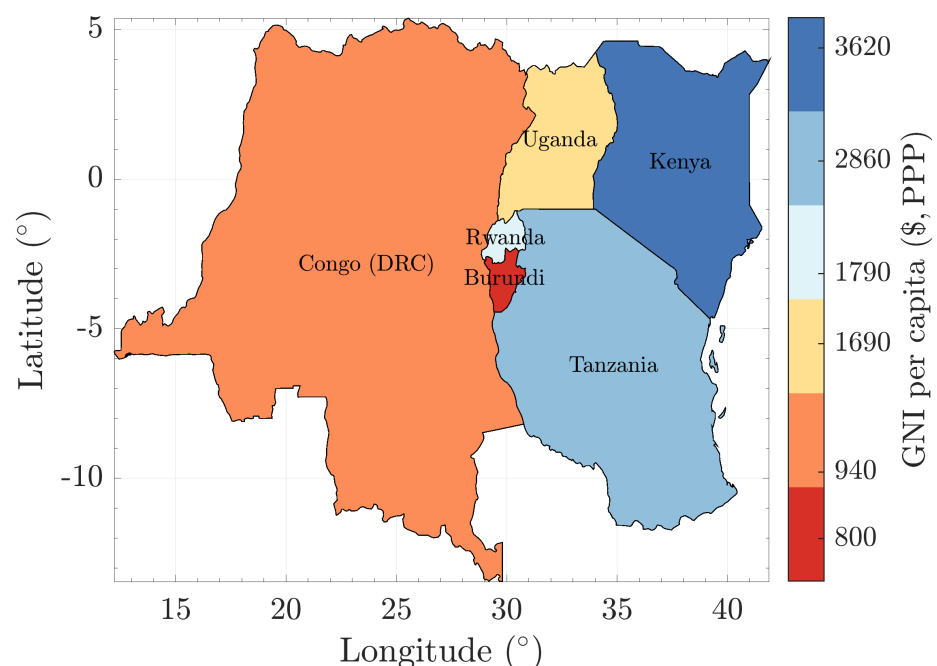 5
0
-5
-10
Latitude (°)
15
20
25
30
35
40
Longitude (°)
Uganda
Kenya
Rwanda
Congo (DRC)
Burundi
Tanzania
3620
2860
1790
1690
940
800
GNI per capita ($, PPP)